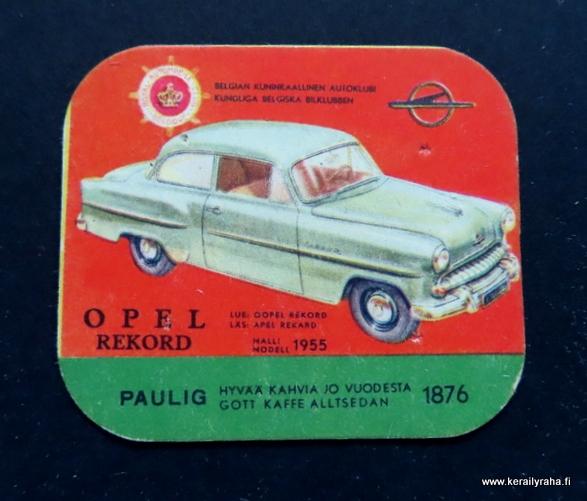 BELGIAN KUNINKAALLINEN AUTOKLUBI
KUNGLIGA BELGISKA BILKLUBBEN
OPEL
REKORD
LUE: OOPEL REKORD
LÄS: APEL REKARD
MALLI
MODELL 1955
PAULIG
HYVÄÄ KAHVIA JO VUODESTA
GOTT KAFFE ALLTSEDAN
1876
www.kerailyraha.fi